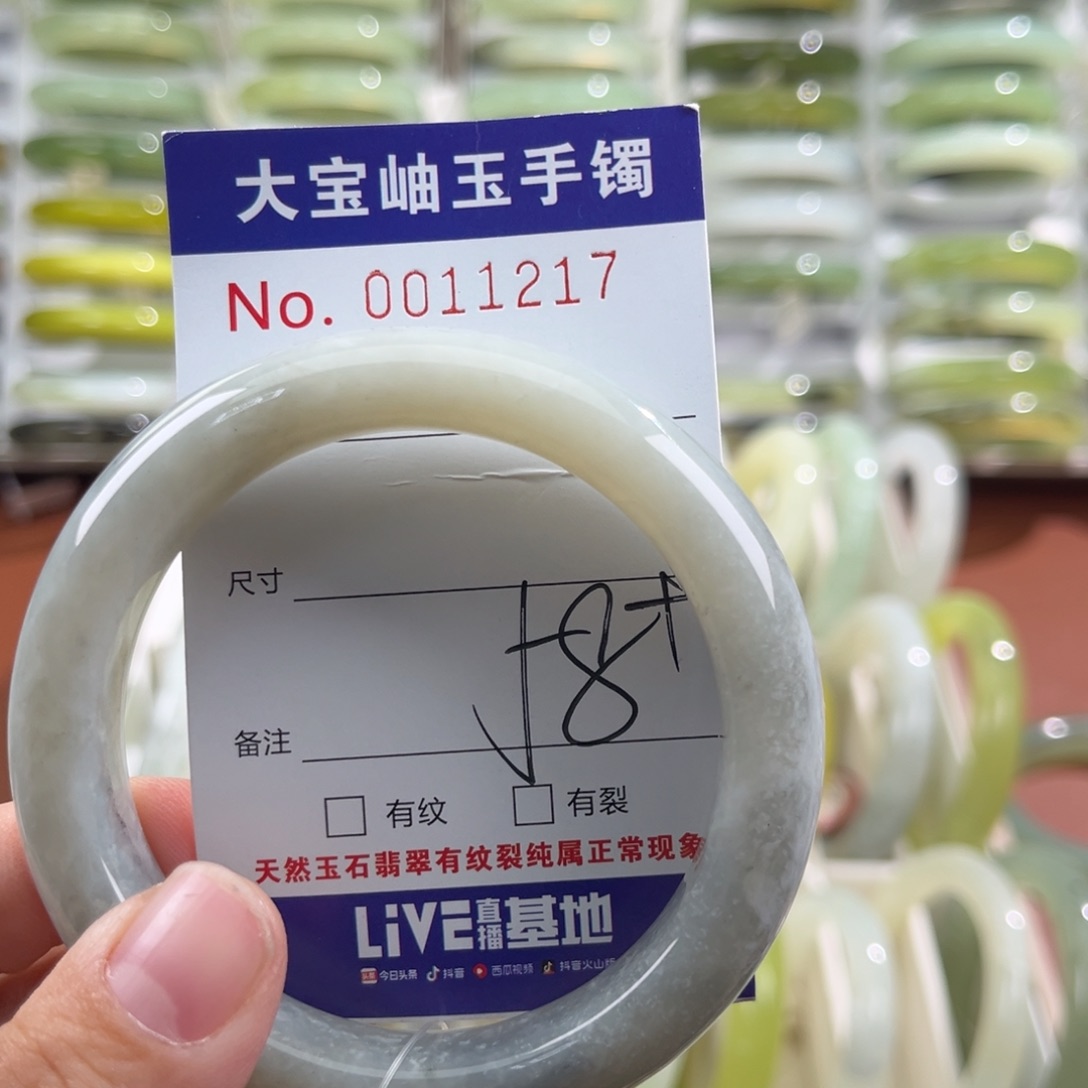 大宝岫玉手镯
No. 0011217
尺寸
58+
备注
□ 有纹 □ 有裂
天然玉石翡翠有纹裂纯属正常现象
LiVE直播基地
今日头条 抖音 西瓜视频 抖音火山版